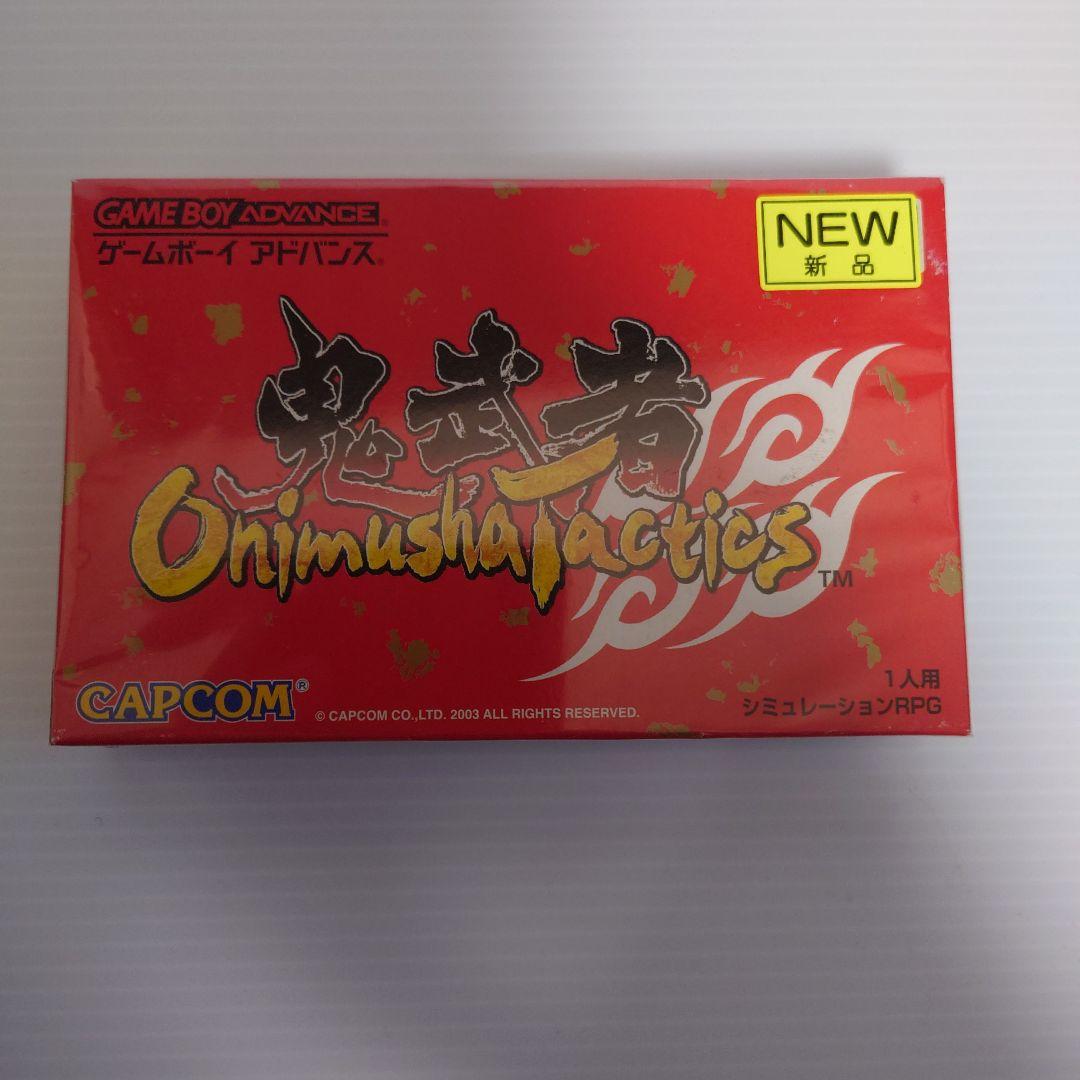 GAME BOY ADVANCE®
ゲームボーイ アドバンス®
NEW
新品
鬼武者
Onimusha Tactics™
1人用
シミュレーションRPG
CAPCOM®
© CAPCOM CO.,LTD. 2003 ALL RIGHTS RESERVED.